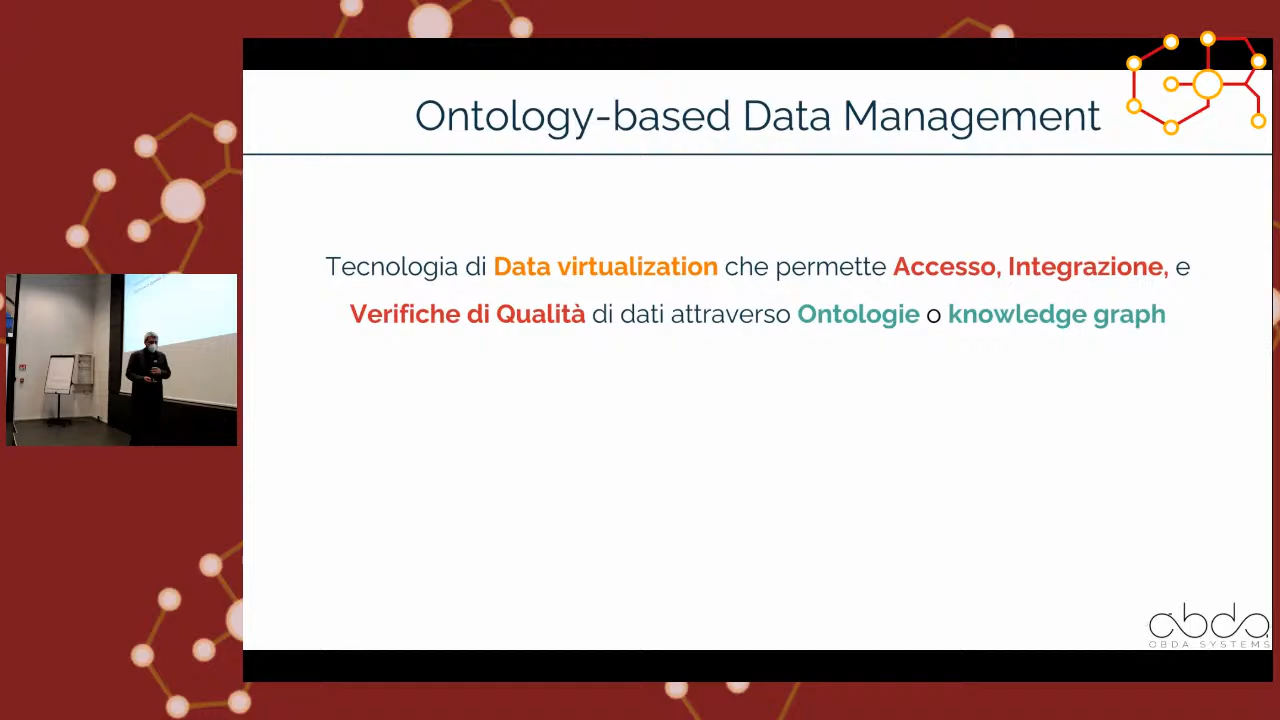 Ontology-based Data Management
Tecnologia di Data virtualization che permette Accesso, Integrazione, e
Verifiche di Qualità di dati attraverso Ontologie o knowledge graph
obda
OBDA SYSTEMS